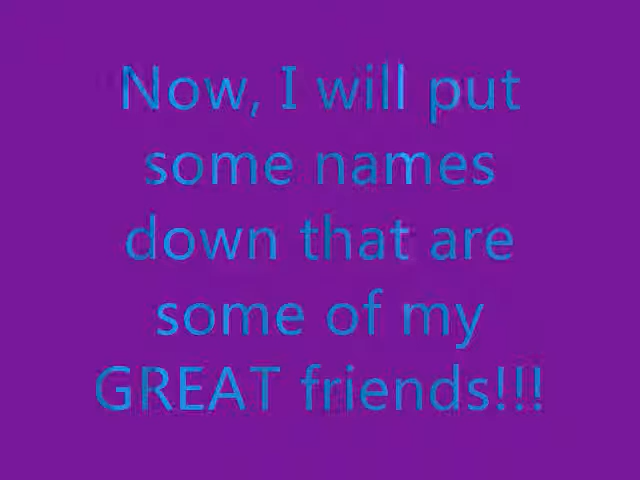 Now, I will put
some names
down that are
some of my
GREAT friends!!!